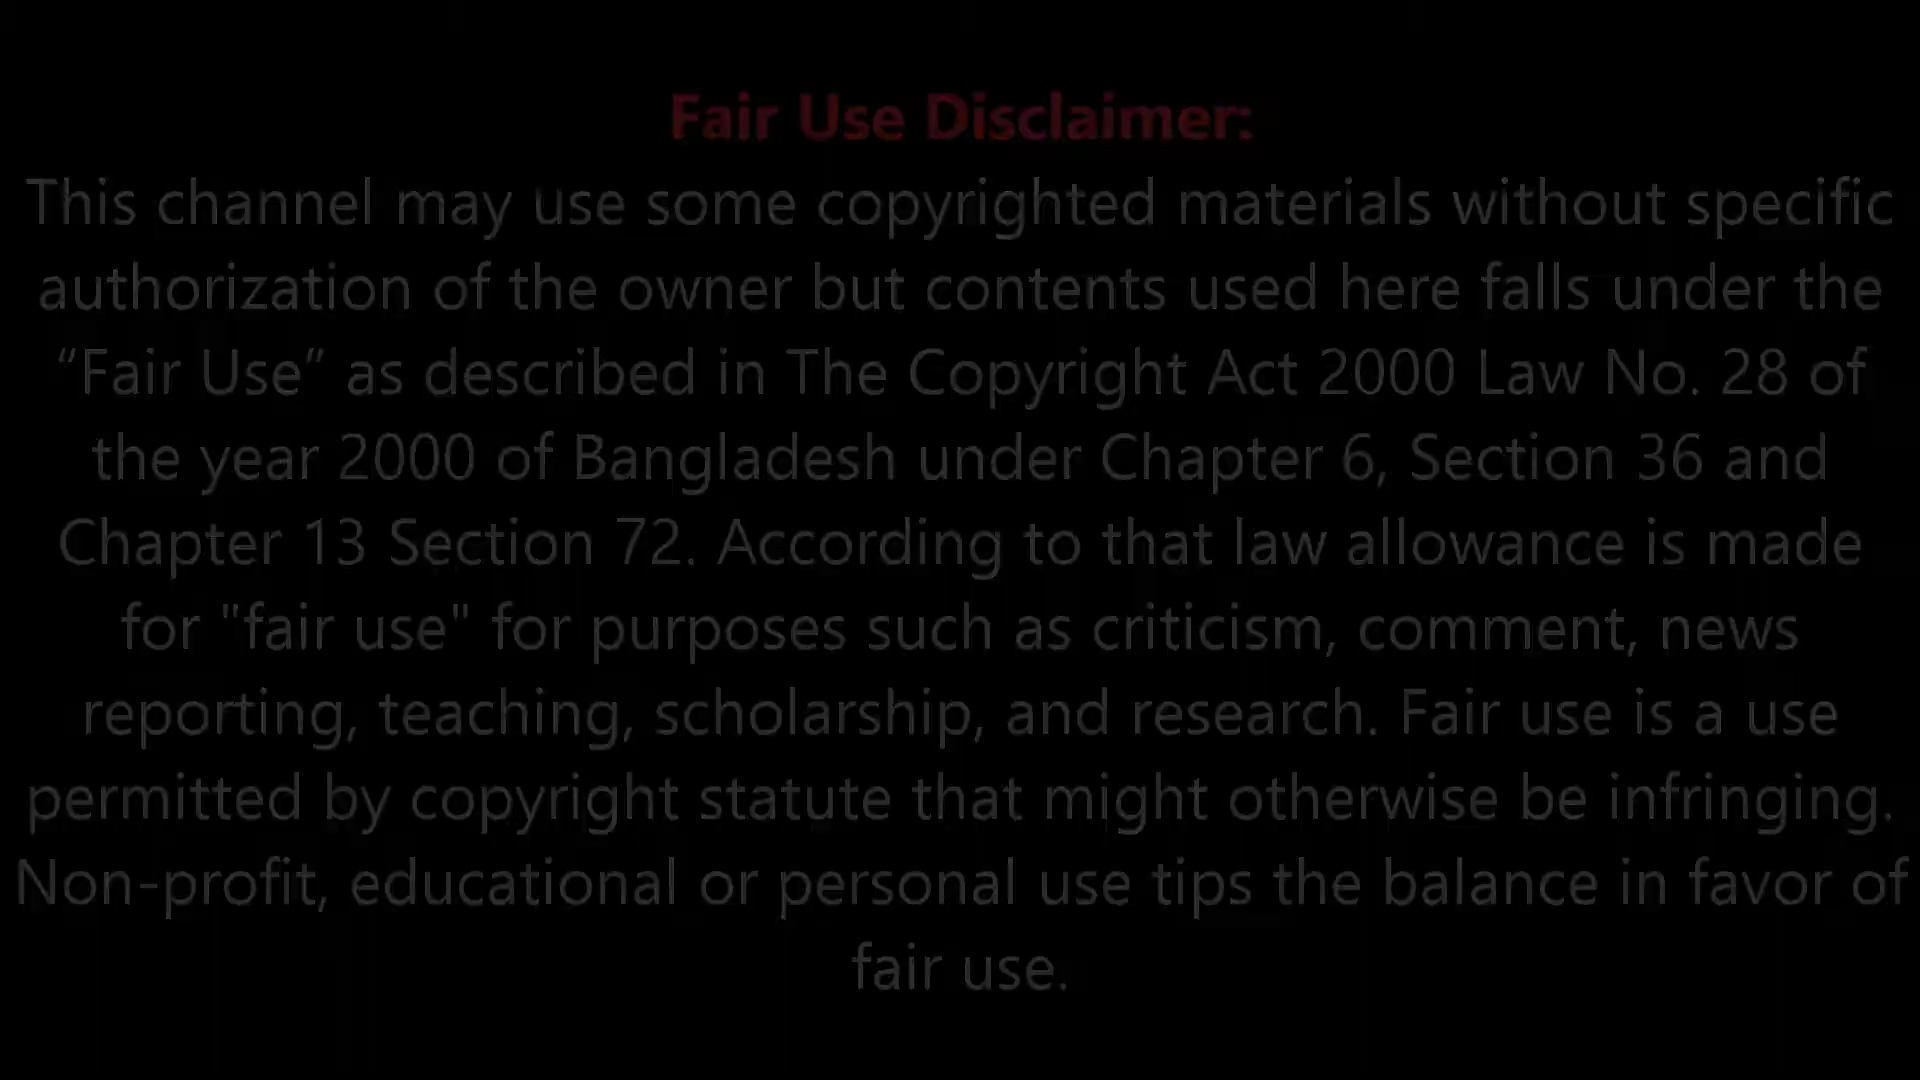 Fair Use Disclaimer:
This channel may use some copyrighted materials without specific
authorization of the owner but contents used here falls under the
“Fair Use” as described in The Copyright Act 2000 Law No. 28 of
the year 2000 of Bangladesh under Chapter 6, Section 36 and
Chapter 13 Section 72. According to that law allowance is made
for "fair use" for purposes such as criticism, comment, news
reporting, teaching, scholarship, and research. Fair use is a use
permitted by copyright statute that might otherwise be infringing.
Non-profit, educational or personal use tips the balance in favor of
fair use.